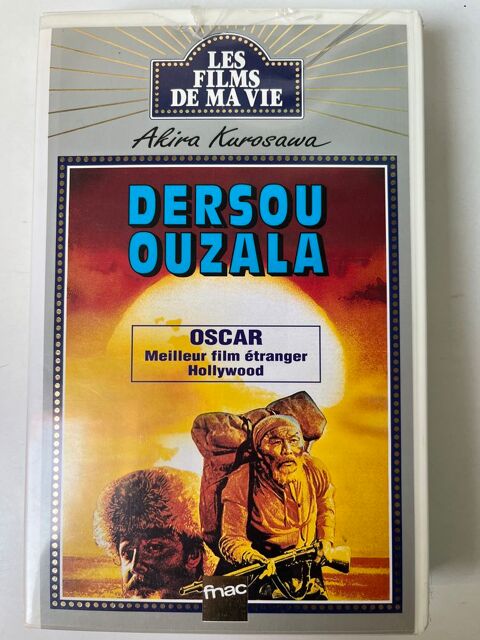 LES
FILMS
DE MA VIE
Akira Kurosawa
DERSOU
OUZALA
OSCAR
Meilleur film étranger
Hollywood
fnac